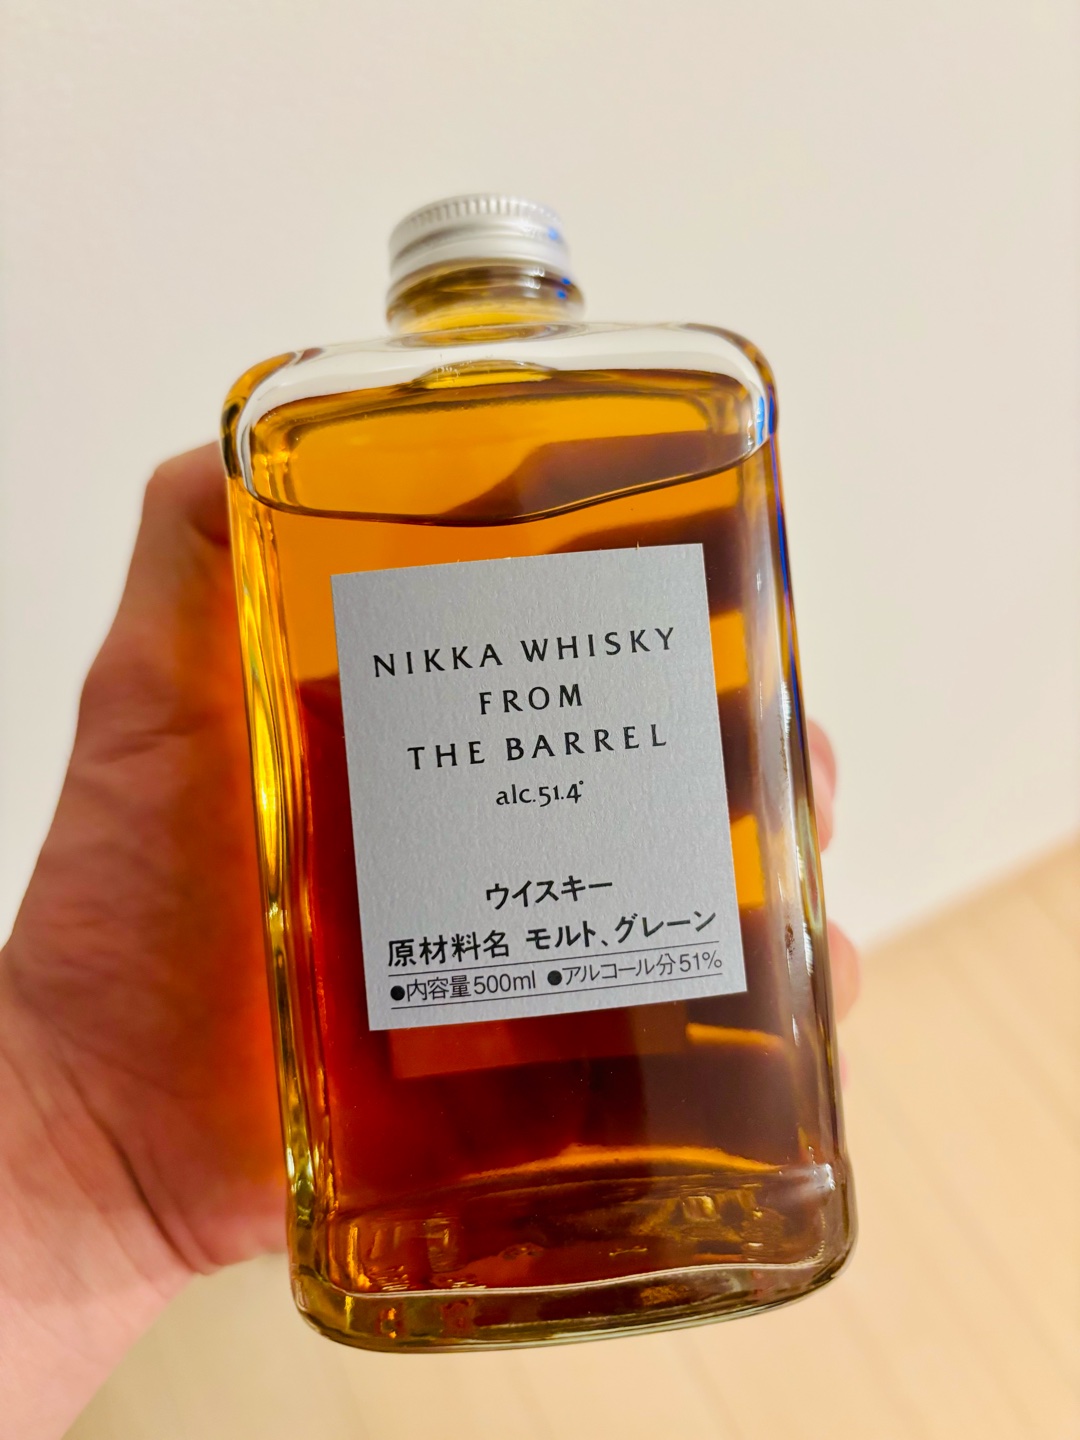 NIKKA WHISKY
FROM
THE BARREL
alc.51.4°
ウイスキー
原材料名 モルト、グレーン
●内容量500ml ●アルコール分51%